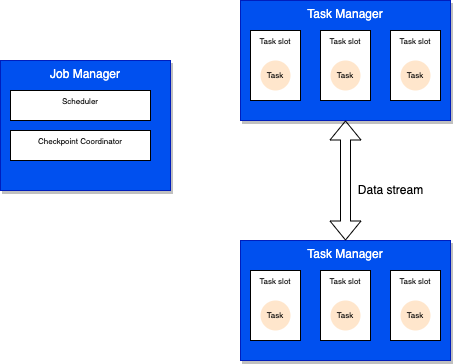 Task Manager
Task slot Task slot Task slot
Task Task Task
Job Manager
Scheduler
Checkpoint Coordinator
Data stream
Task Manager
Task slot Task slot Task slot
Task Task Task